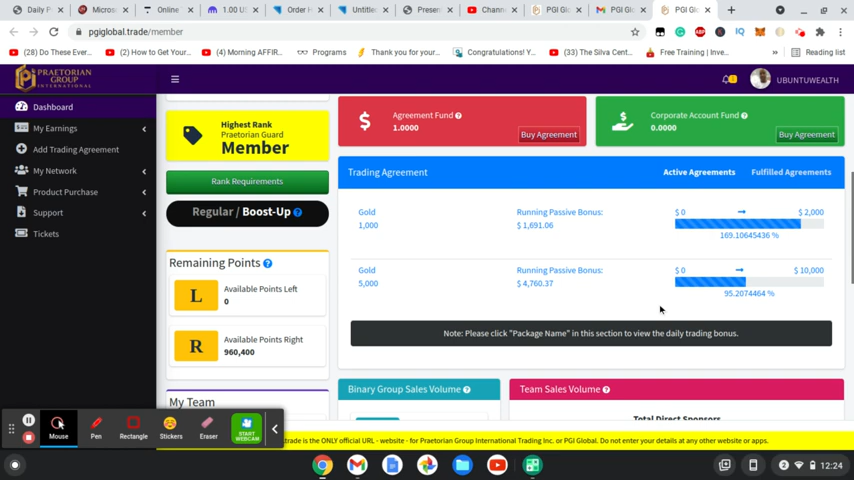 Daily P
Micros
Online
1.00 U
Order H
Untitle
Presen
Chann
PGI Glo
PGI Glo
PGI Glo
pgiglobal.trade/member
(28) Do These Ever...
(2) How to Get Your...
(4) Morning AFFIR...
Programs
Thank you for your...
Congratulations! Y...
(33) The Silva Cent...
Free Training | Inve...
Reading list
PRAETORIAN
GROUP
INTERNATIONAL
UBUNTUWEALTH
Dashboard
My Earnings
Add Trading Agreement
My Network
Product Purchase
Support
Tickets
Highest Rank
Praetorian Guard
Member
Rank Requirements
Regular / Boost-Up
Remaining Points
L
Available Points Left
0
R
Available Points Right
960,400
My Team
Agreement Fund
1.0000
Buy Agreement
Corporate Account Fund
0.0000
Buy Agreement
Trading Agreement
Active Agreements
Fulfilled Agreements
Gold
1,000
Running Passive Bonus:
$ 1,691.06
$ 0
$ 2,000
169.10645436 %
Gold
5,000
Running Passive Bonus:
$ 4,760.37
$ 0
$ 10,000
95.2074464 %
Note: Please click "Package Name" in this section to view the daily trading bonus.
Binary Group Sales Volume
Team Sales Volume
Total Direct Sponsors
trade is the ONLY official URL - website - for Praetorian Group International Trading Inc. or PGI Global. Do not enter your details at any other website or apps.
Mouse
Pen
Rectangle
Stickers
Eraser
START
WEBCAM
2
12:24